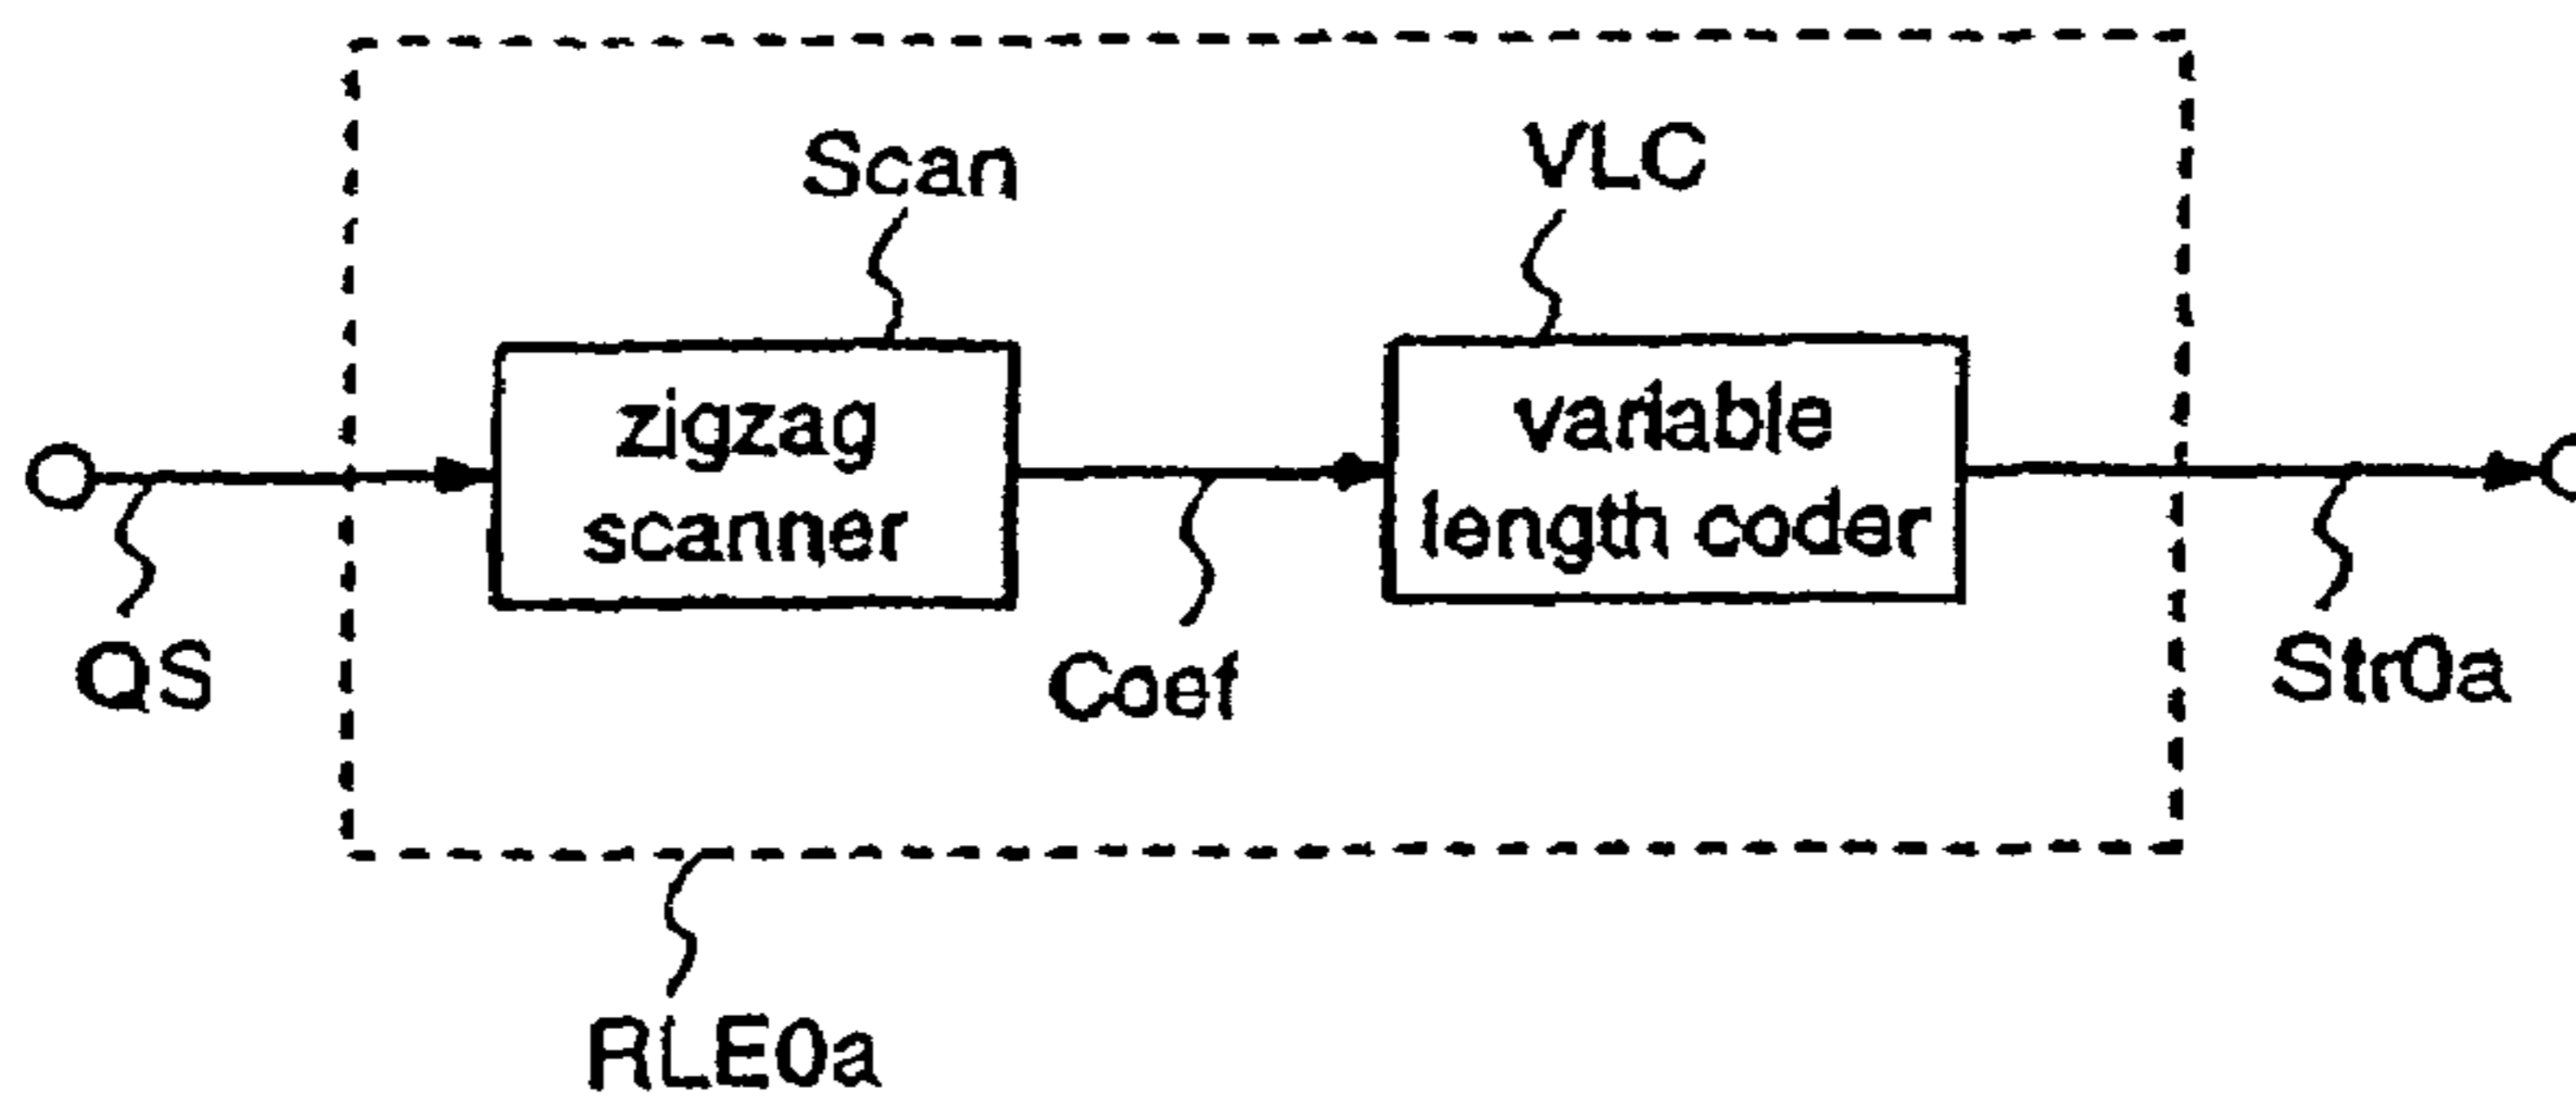 Scan
VLC
zigzag
scanner
variable
length coder
QS
Coef
Str0a
RLE0a